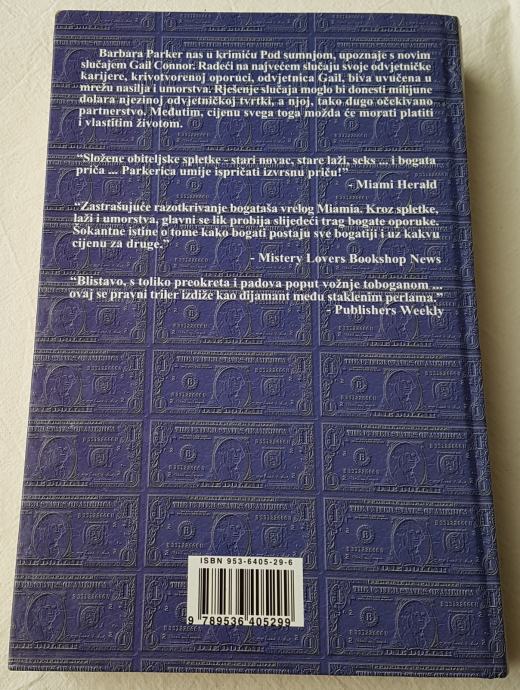 Barbara Parker nas u krimiću Pod sumnjom, upoznaje s novim
slučajem Gail Connor. Radeći na najvećem slučaju svoje odvjetničke
karijere, krivotvorenoj oporuci, odvjetnica Gail, biva uvučena u
mrežu nasilja i umorstva. Rješenje slučaja moglo bi donesti milijune
dolara njezinoj odvjetničkoj tvrtki, a njoj, tako dugo očekivano
partnerstvo. Međutim, cijenu svega toga možda će morati platiti
i vlastitim životom.
“Složene obiteljske spletke - stari novac, stare laži, seks ... i bogata
priča ... Parkerica umije ispričati izvrsnu priču!”
- Miami Herald
“Zastrašujuće razotkrivanje bogataša vrelog Miamia. Kroz spletke,
laži i umorstva, glavni se lik probija slijedeći trag bogate oporuke.
Šokantne istine o tome kako bogati postaju sve bogatiji i uz kakvu
cijenu za druge.”
- Mistery Lovers Bookshop News
“Blistavo, s toliko preokreta i padova poput vožnje toboganom ...
ovaj se pravni triler izdiže kao dijamant među staklenim perlama.”
- Publishers Weekly
ISBN 953-6405-29-6
9 789536 405299